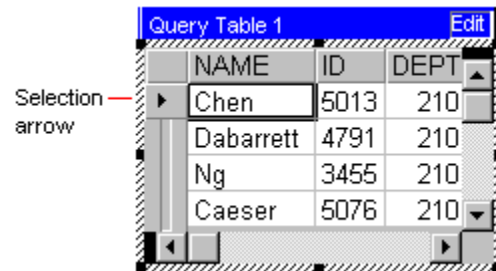 Query Table 1 Edit
NAME ID DEPT
Selection arrow
Chen 5013 210
Dabarrett 4791 210
Ng 3455 210
Caeser 5076 210